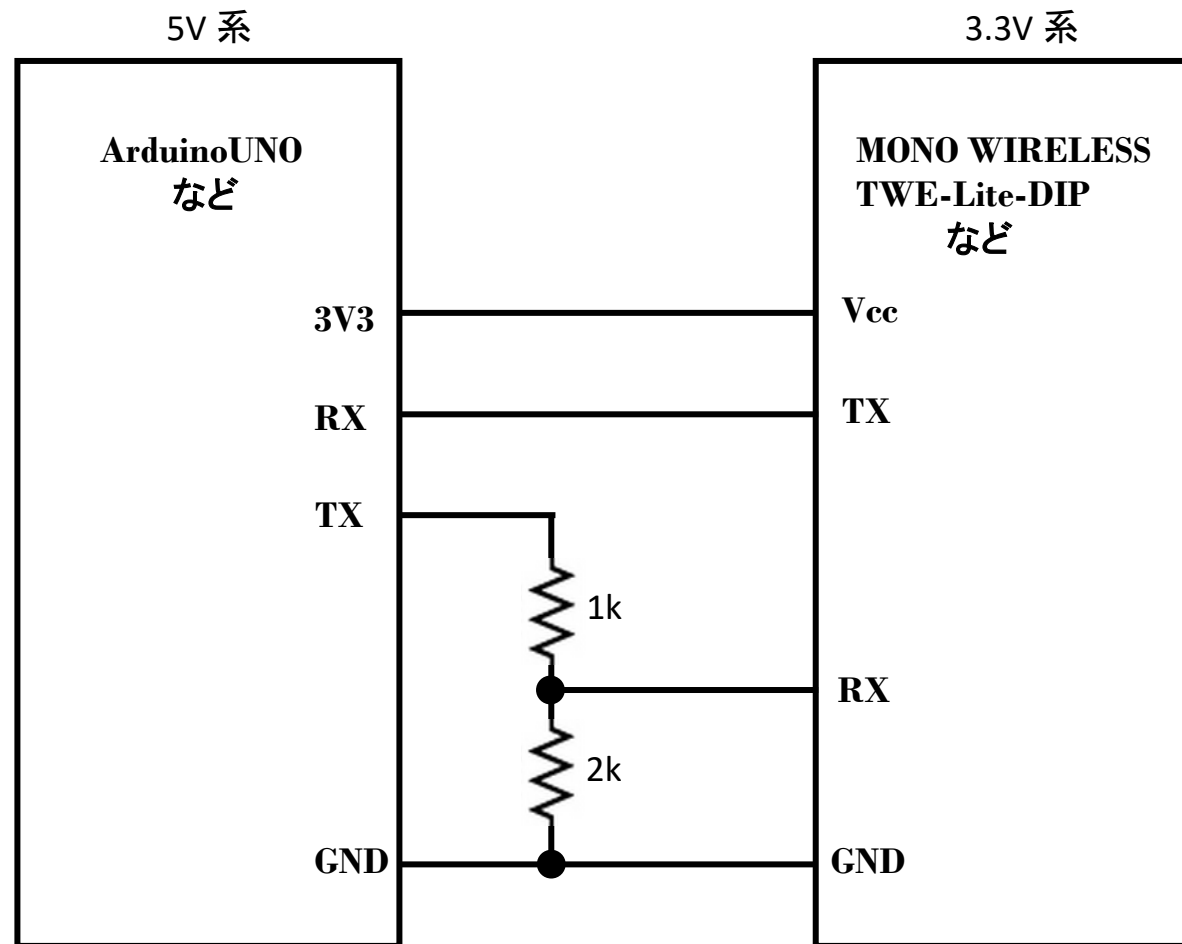 5V 系
3.3V 系
ArduinoUNO
など
MONO WIRELESS
TWE-Lite-DIP
など
3V3
Vcc
RX
TX
TX
1k
RX
2k
GND
GND